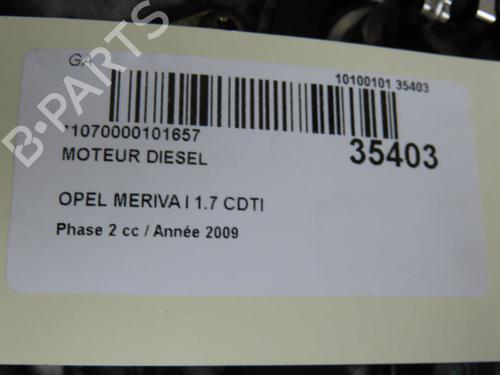 GA
10100101 35403
*1070000101657
35403
MOTEUR DIESEL
OPEL MERIVA I 1.7 CDTI
Phase 2 cc / Année 2009
B-PARTS